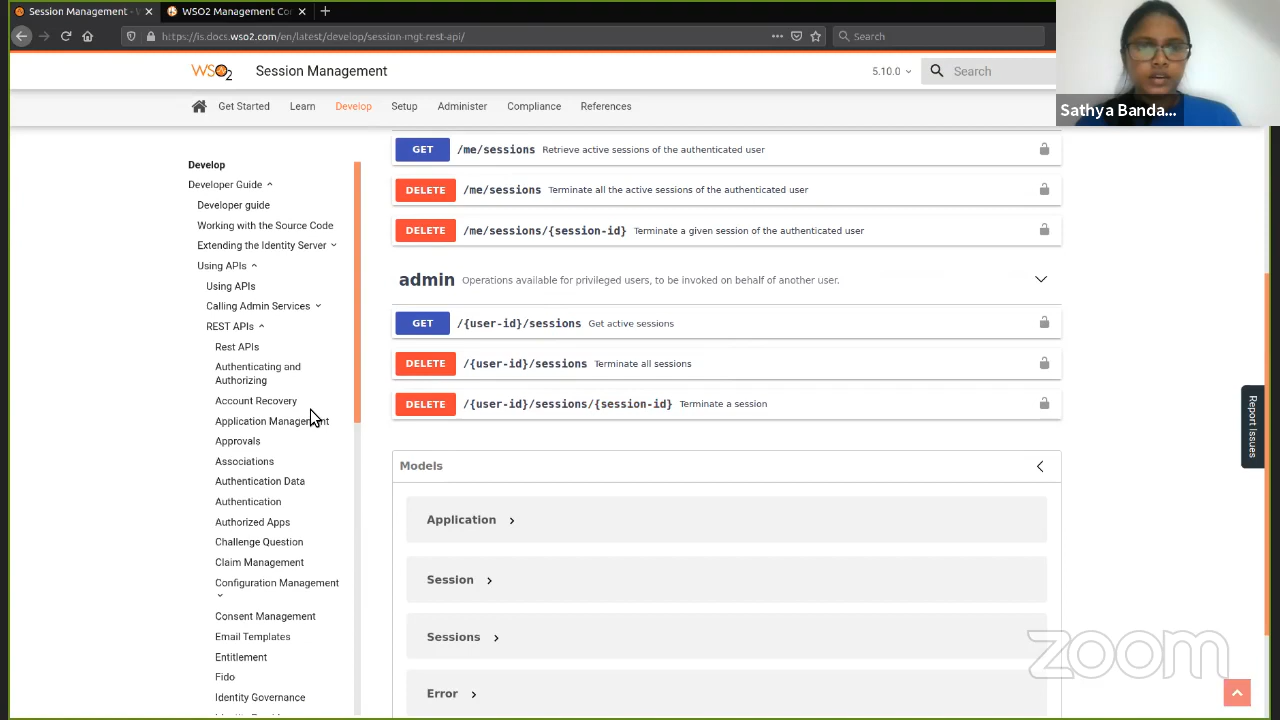 Session Management - W
WSO2 Management Con
https://is.docs.wso2.com/en/latest/develop/session-mgt-rest-api/
Search
WSO2
Session Management
5.10.0
Search
Get Started
Learn
Develop
Setup
Administer
Compliance
References
Sathya Banda...
Develop
Developer Guide
Developer guide
Working with the Source Code
Extending the Identity Server
Using APIs
Using APIs
Calling Admin Services
REST APIs
Rest APIs
Authenticating and
Authorizing
Account Recovery
Application Management
Approvals
Associations
Authentication Data
Authentication
Authorized Apps
Challenge Question
Claim Management
Configuration Management
Consent Management
Email Templates
Entitlement
Fido
Identity Governance
GET /me/sessions Retrieve active sessions of the authenticated user
DELETE /me/sessions Terminate all the active sessions of the authenticated user
DELETE /me/sessions/{session-id} Terminate a given session of the authenticated user
admin Operations available for privileged users, to be invoked on behalf of another user.
GET /{user-id}/sessions Get active sessions
DELETE /{user-id}/sessions Terminate all sessions
DELETE /{user-id}/sessions/{session-id} Terminate a session
Models
Application
Session
Sessions
Error
Report Issues
zoom